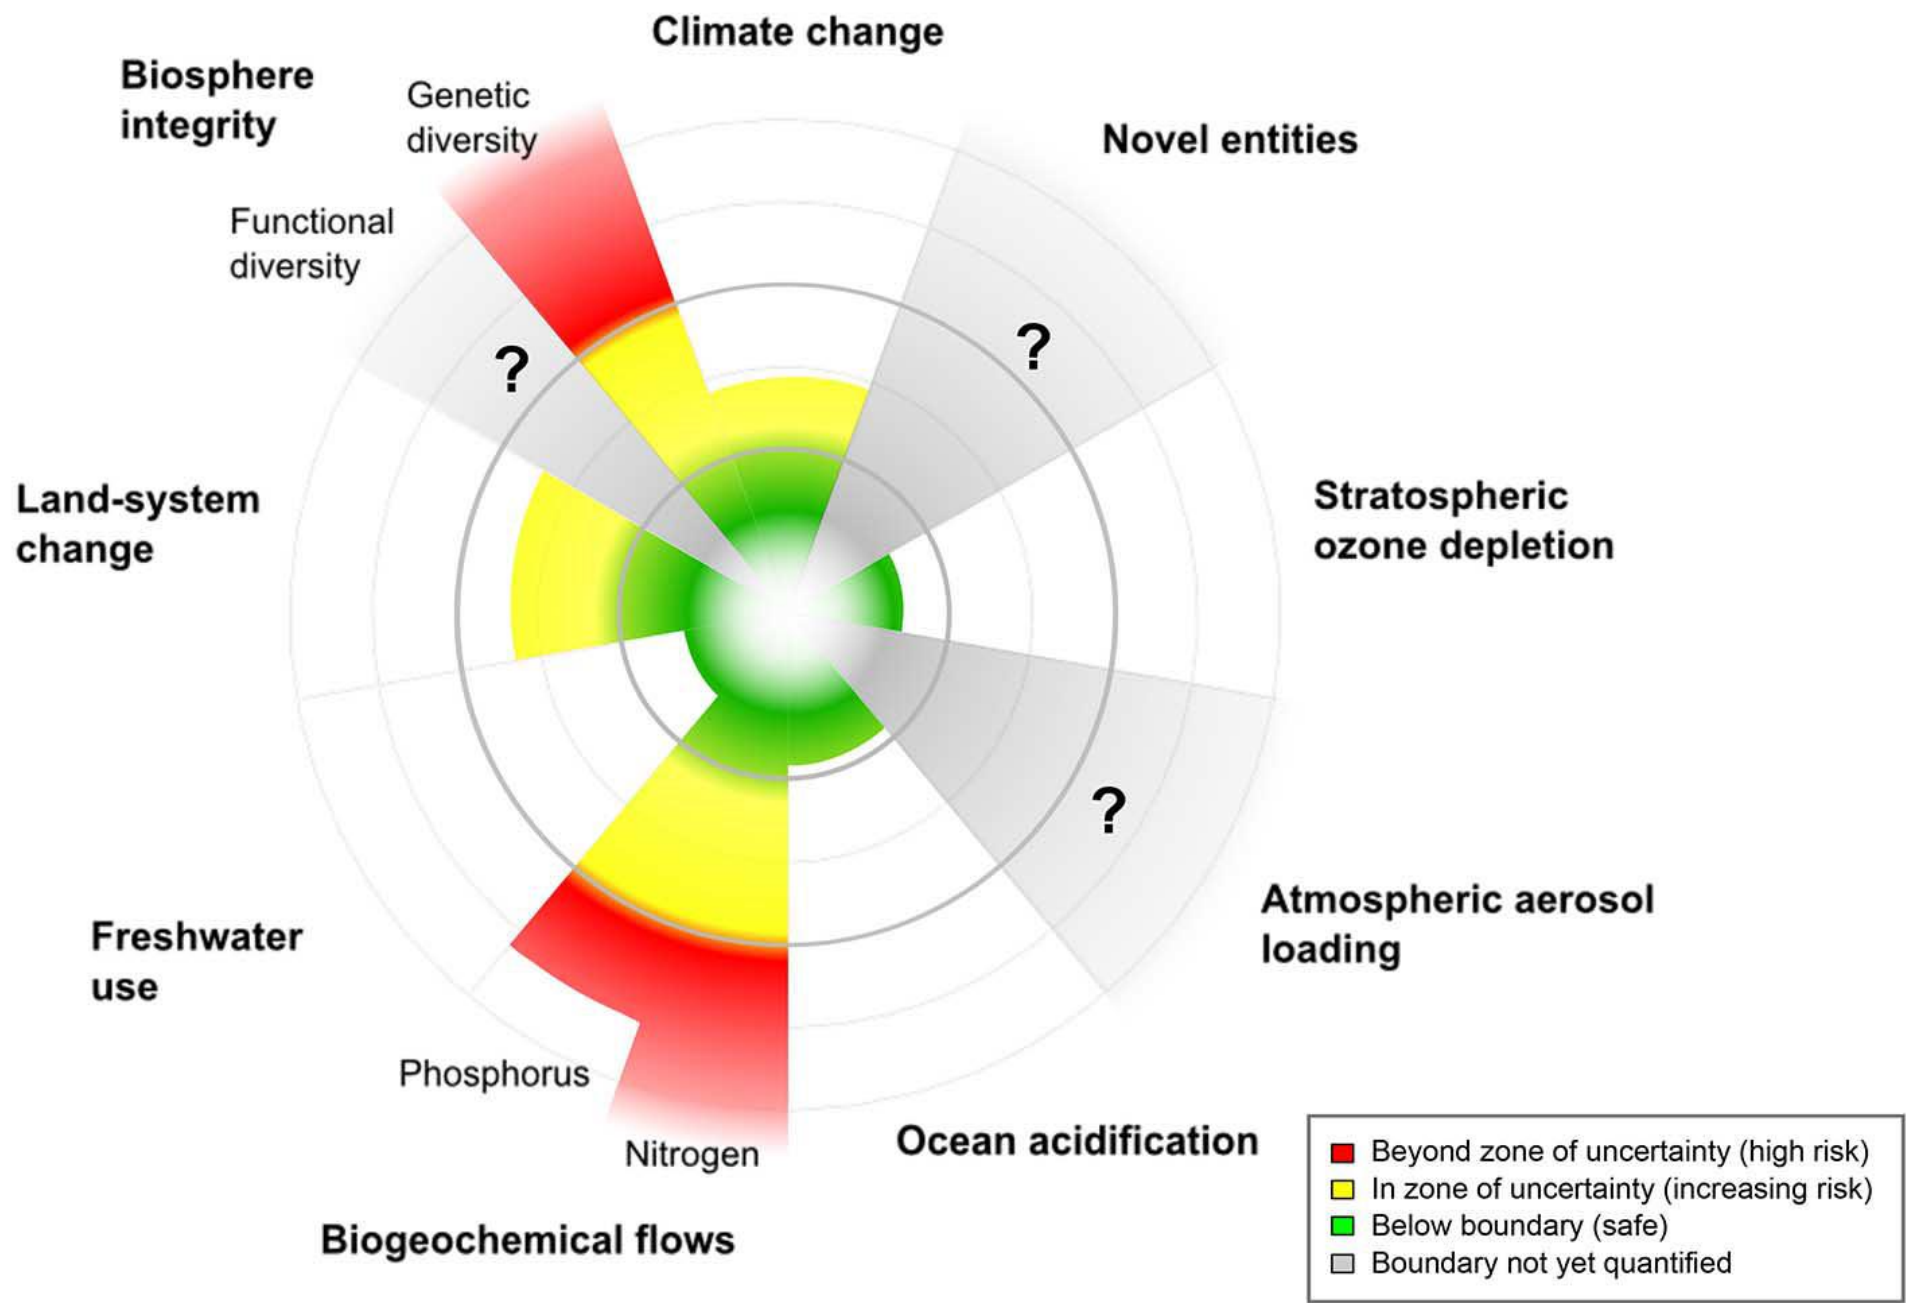 Climate change
Biosphere
integrity
Genetic
diversity
Novel entities
Functional
diversity
?
?
Land-system
change
Stratospheric
ozone depletion
?
Atmospheric aerosol
loading
Freshwater
use
Phosphorus
Nitrogen
Ocean acidification
Biogeochemical flows
Beyond zone of uncertainty (high risk)
In zone of uncertainty (increasing risk)
Below boundary (safe)
Boundary not yet quantified